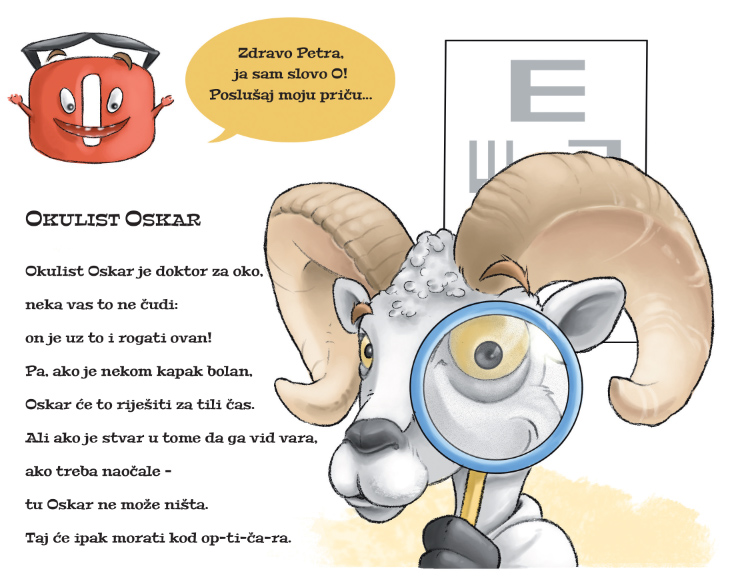 Zdravo Petra,
ja sam slovo O!
Poslušaj moju priču...
E
E
OKULIST OSKAR
Okulist Oskar je doktor za oko,
neka vas to ne čudi:
on je uz to i rogati ovan!
Pa, ako je nekom kapak bolan,
Oskar će to riješiti za tili čas.
Ali ako je stvar u tome da ga vid vara,
ako treba naočale -
tu Oskar ne može ništa.
Taj će ipak morati kod op-ti-ča-ra.